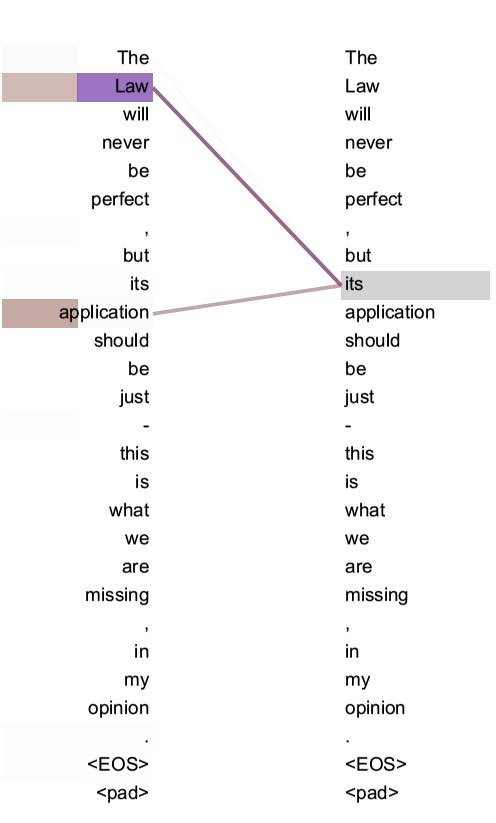 The The
Law Law
will will
never never
be be
perfect perfect
, ,
but but
its its
application application
should should
be be
just just
- -
this this
is is
what what
we we
are are
missing missing
, ,
in in
my my
opinion opinion
. .
<EOS> <EOS>
<pad> <pad>